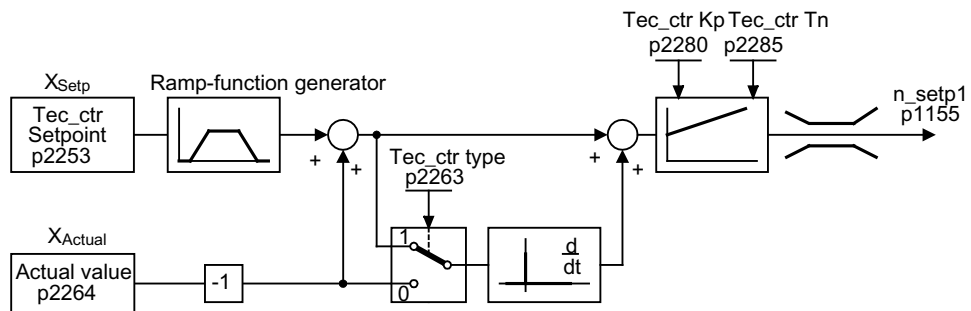 Tec_ctr Kp Tec_ctr Tn
p2280 p2285
XSetp
Ramp-function generator
n_setp1
p1155
Tec_ctr
Setpoint
p2253
+
+
+
+
Tec_ctr type
p2263
XActual
1
d
dt
Actual value
p2264
-1
0